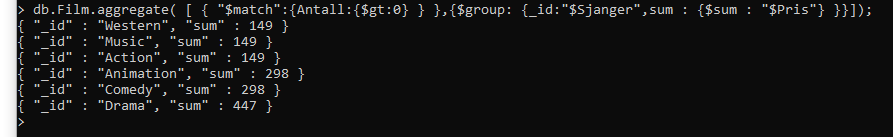 > db.Film.aggregate( [ { "$match":{Antall:{$gt:0} } },{$group: {_id:"$Sjanger",sum : {$sum : "$Pris"} }}]);
{ "_id" : "Western", "sum" : 149 }
{ "_id" : "Music", "sum" : 149 }
{ "_id" : "Action", "sum" : 149 }
{ "_id" : "Animation", "sum" : 298 }
{ "_id" : "Comedy", "sum" : 298 }
{ "_id" : "Drama", "sum" : 447 }
>